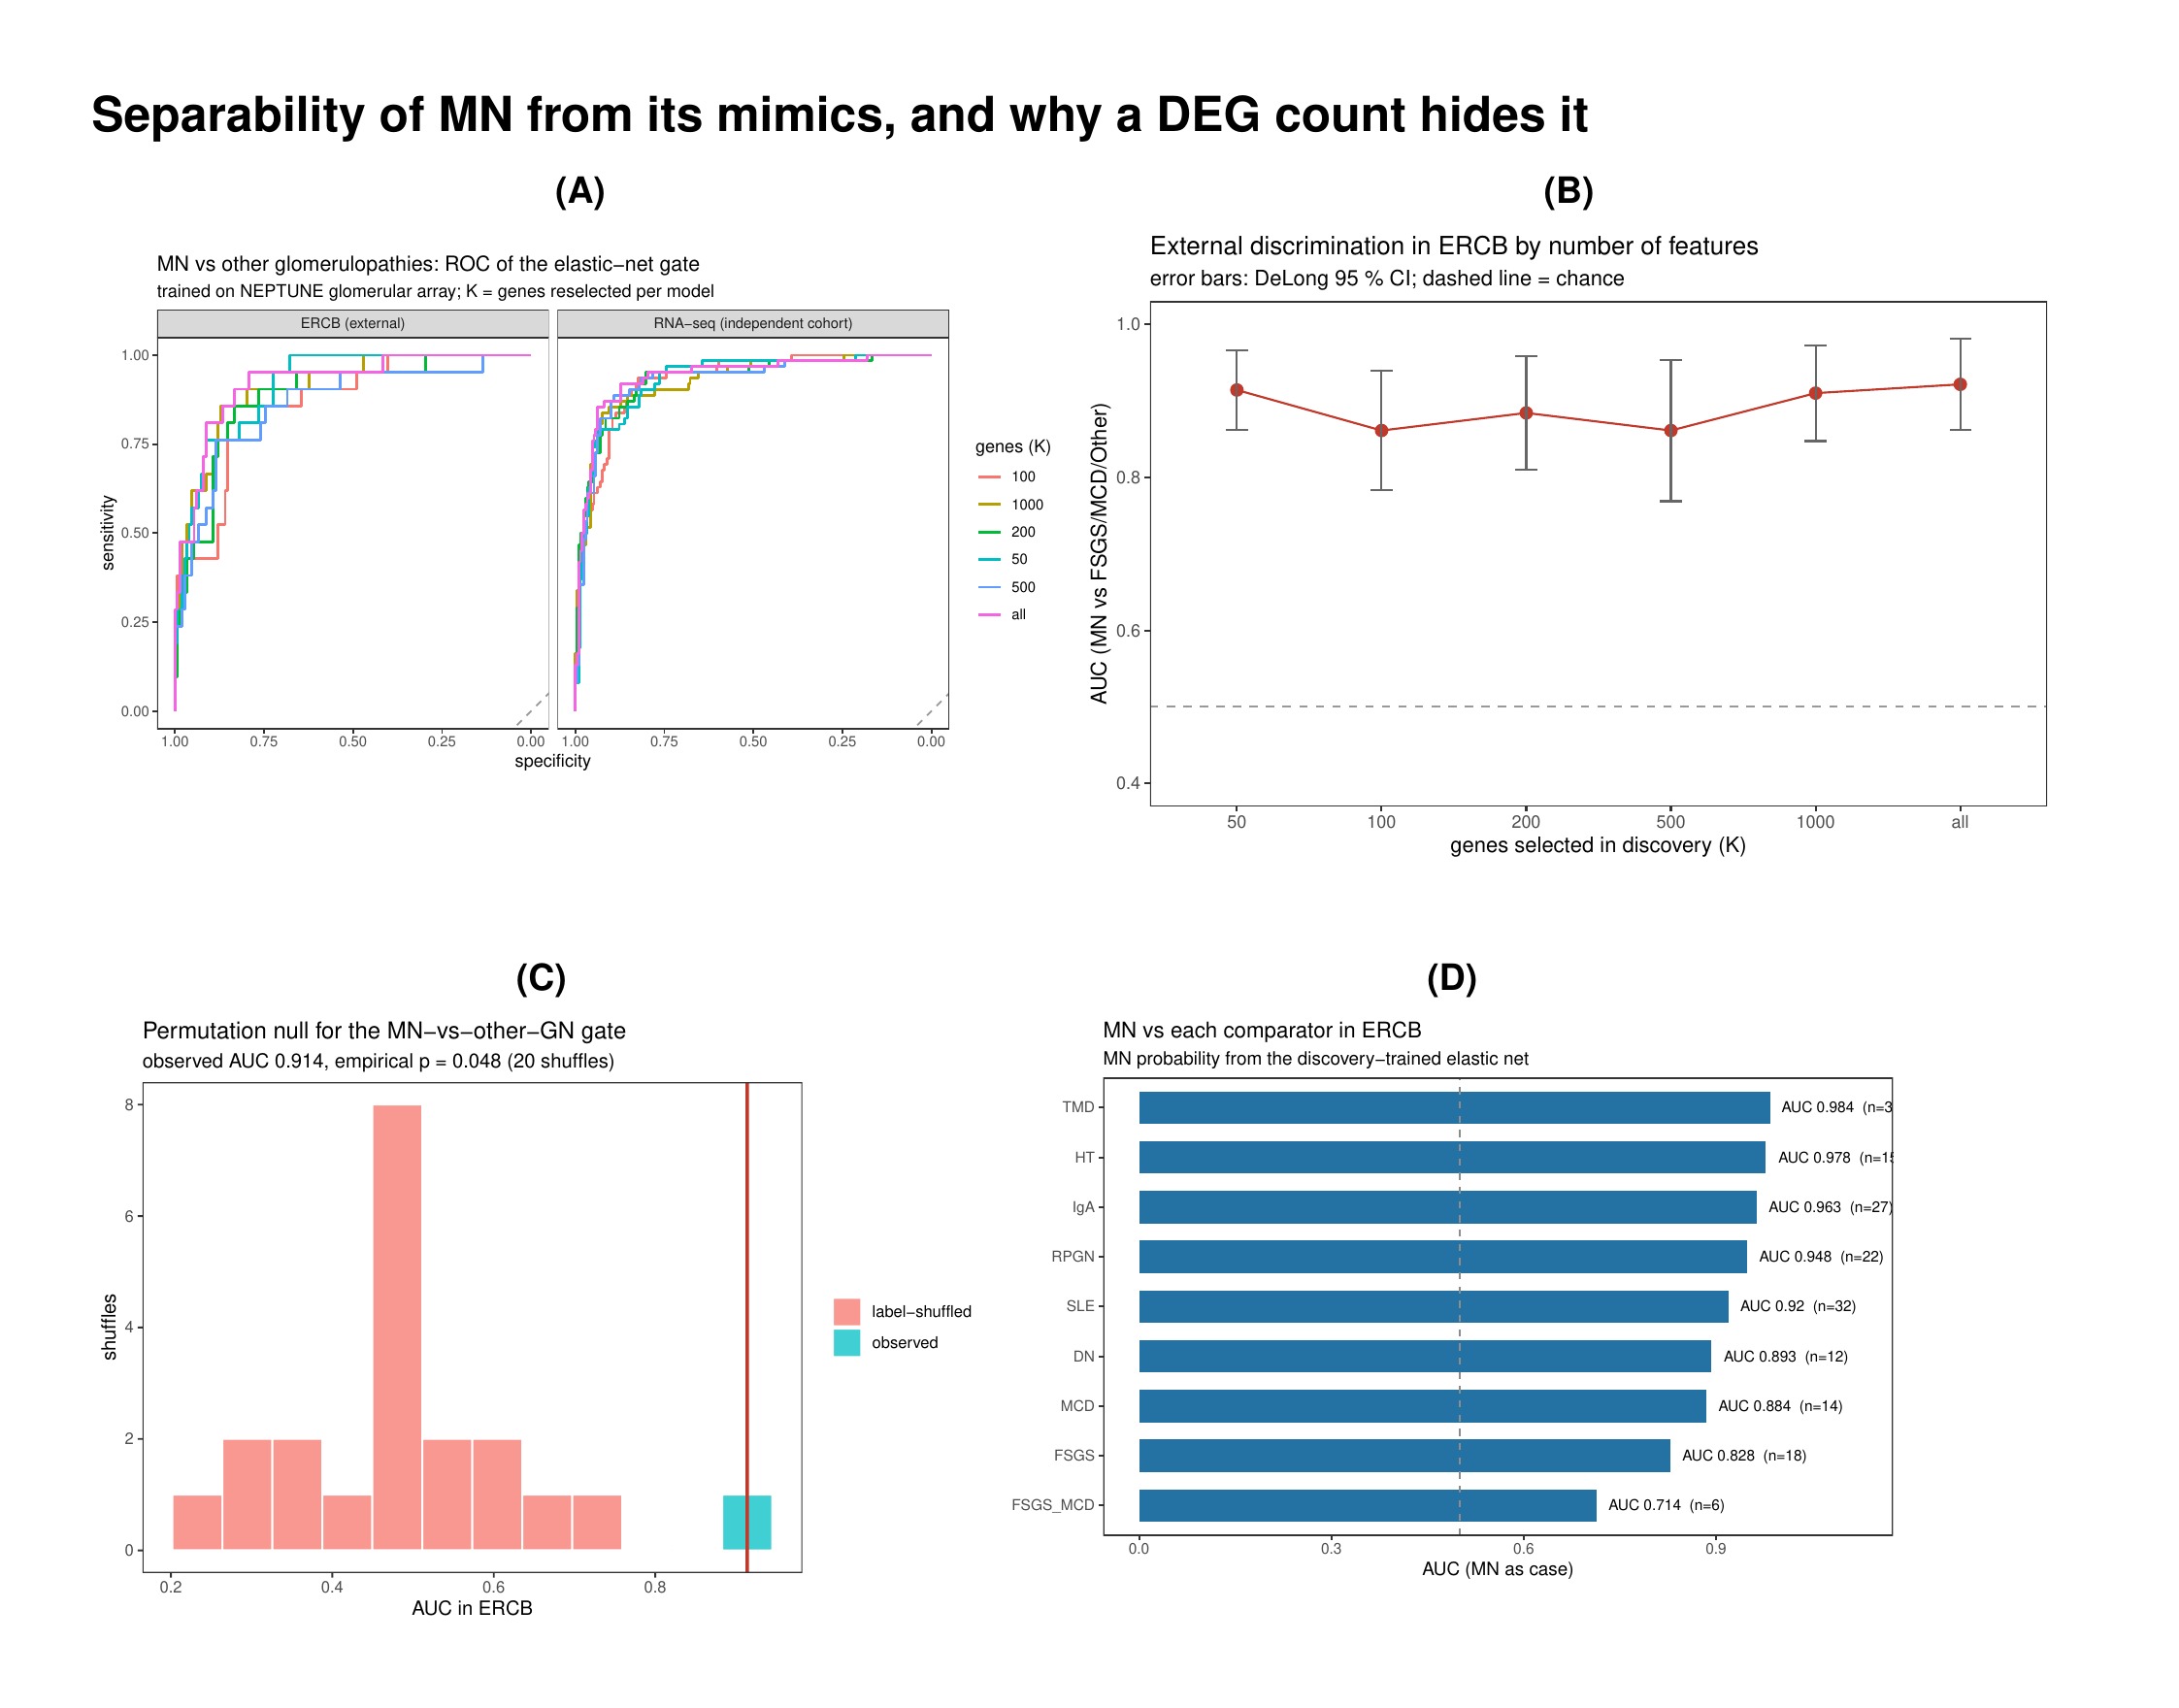 Separability of MN from its mimics, and why a DEG count hides it
(A)
MN vs other glomerulopathies: ROC of the elastic−net gate
trained on NEPTUNE glomerular array; K = genes reselected per model
ERCB (external)
RNA−seq (independent cohort)
1.00
0.75
0.50
0.25
0.00
sensitivity
1.00 0.75 0.50 0.25 0.00
1.00 0.75 0.50 0.25 0.00
specificity
genes (K)
100
1000
200
50
500
all
(B)
External discrimination in ERCB by number of features
error bars: DeLong 95 % CI; dashed line = chance
AUC (MN vs FSGS/MCD/Other)
1.0
0.8
0.6
0.4
50 100 200 500 1000 all
genes selected in discovery (K)
(C)
Permutation null for the MN−vs−other−GN gate
observed AUC 0.914, empirical p = 0.048 (20 shuffles)
shuffles
8
6
4
2
0
0.2 0.4 0.6 0.8
AUC in ERCB
label−shuffled
observed
(D)
MN vs each comparator in ERCB
MN probability from the discovery−trained elastic net
TMD AUC 0.984 (n=3
HT AUC 0.978 (n=15
IgA AUC 0.963 (n=27)
RPGN AUC 0.948 (n=22)
SLE AUC 0.92 (n=32)
DN AUC 0.893 (n=12)
MCD AUC 0.884 (n=14)
FSGS AUC 0.828 (n=18)
FSGS_MCD AUC 0.714 (n=6)
0.0 0.3 0.6 0.9
AUC (MN as case)